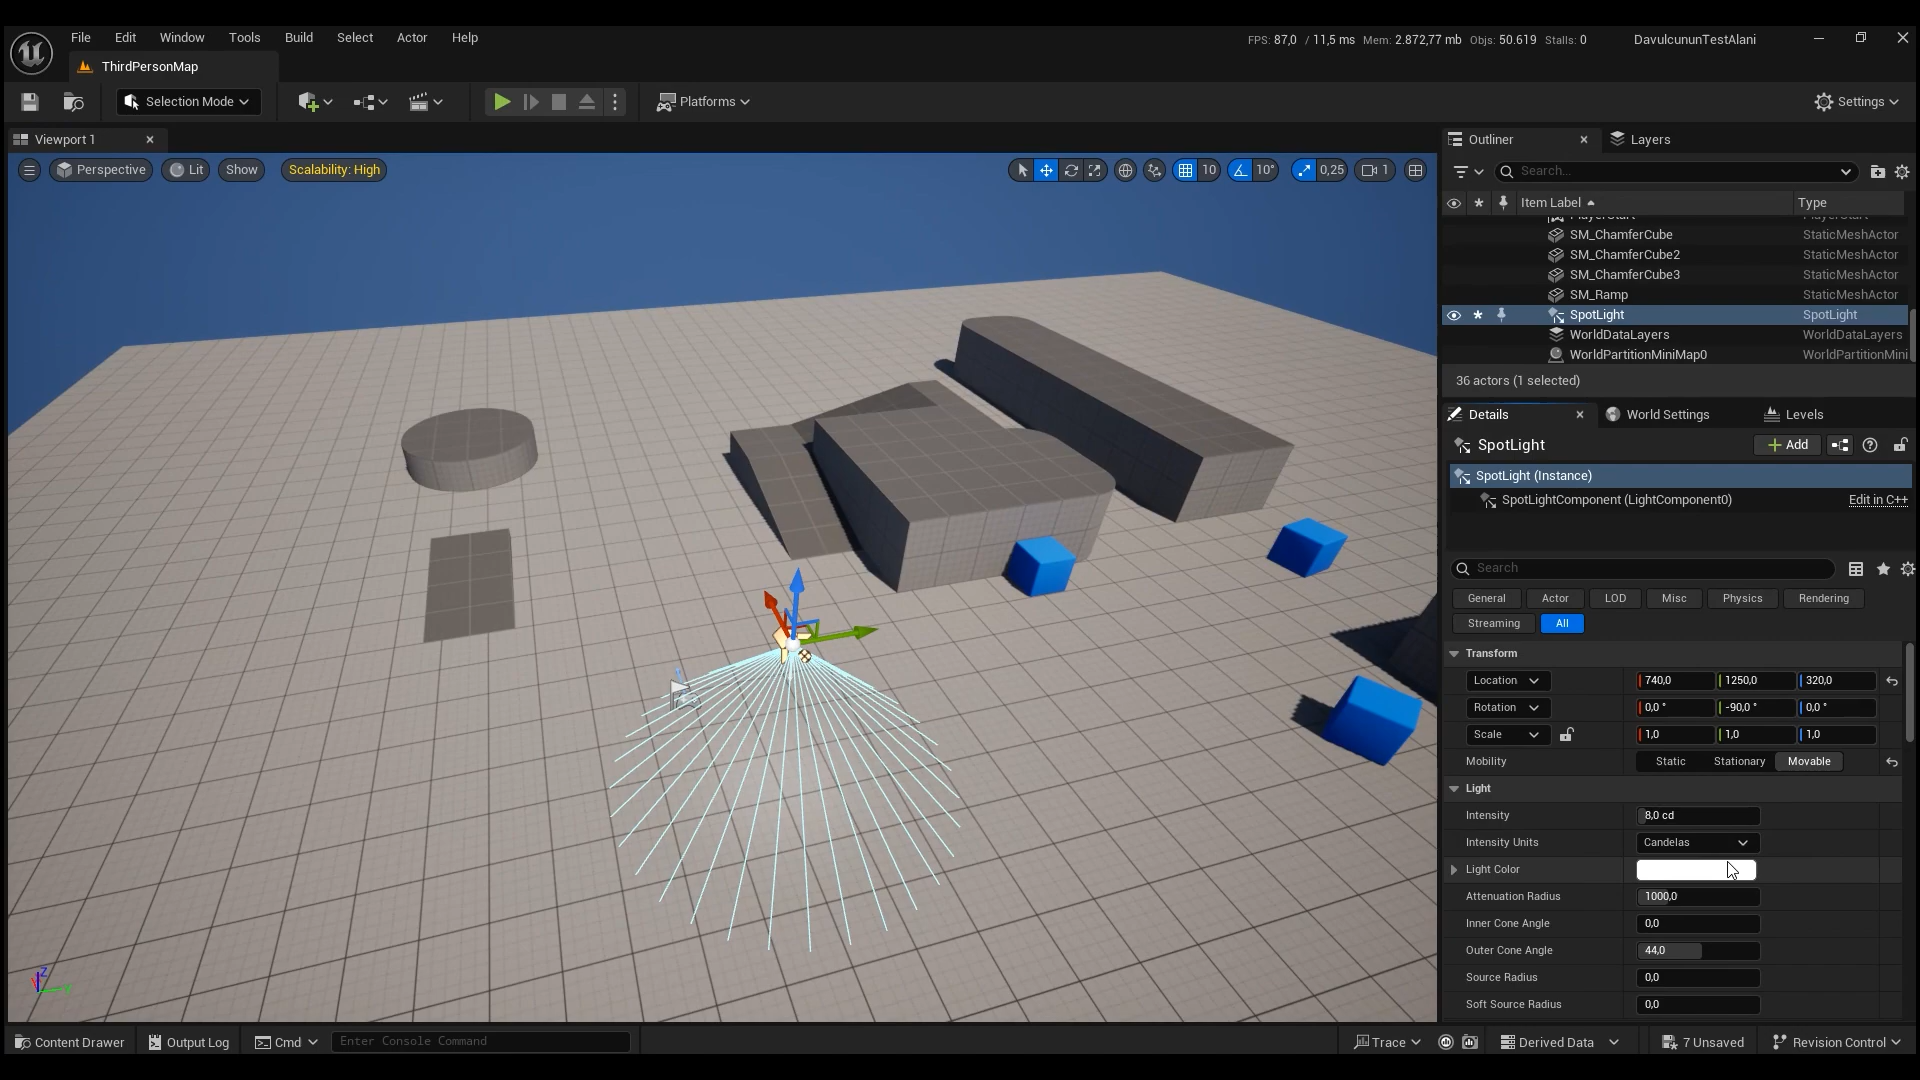 File Edit Window Tools Build Select Actor Help
FPS: 87,0 / 11,5 ms Mem: 2.872,77 mb Objs: 50.619 Stalls: 0 DavulcununTestAlani
ThirdPersonMap
Selection Mode Platforms Settings
Viewport 1
Perspective Lit Show Scalability: High 10 10° 0,25 1
Outliner Layers
Search...
Item Label Type
PlayerStart PlayerStart
SM_ChamferCube StaticMeshActor
SM_ChamferCube2 StaticMeshActor
SM_ChamferCube3 StaticMeshActor
SM_Ramp StaticMeshActor
SpotLight SpotLight
WorldDataLayers WorldDataLayers
WorldPartitionMiniMap0 WorldPartitionMini
36 actors (1 selected)
Details World Settings Levels
SpotLight Add
SpotLight (Instance)
SpotLightComponent (LightComponent0) Edit in C++
Search
General Actor LOD Misc Physics Rendering
Streaming All
Transform
Location 740,0 1250,0 320,0
Rotation 0,0 ° -90,0 ° 0,0 °
Scale 1,0 1,0 1,0
Mobility Static Stationary Movable
Light
Intensity 8,0 cd
Intensity Units Candelas
Light Color
Attenuation Radius 1000,0
Inner Cone Angle 0,0
Outer Cone Angle 44,0
Source Radius 0,0
Soft Source Radius 0,0
Z
Content Drawer Output Log Cmd Enter Console Command Trace Derived Data 7 Unsaved Revision Control